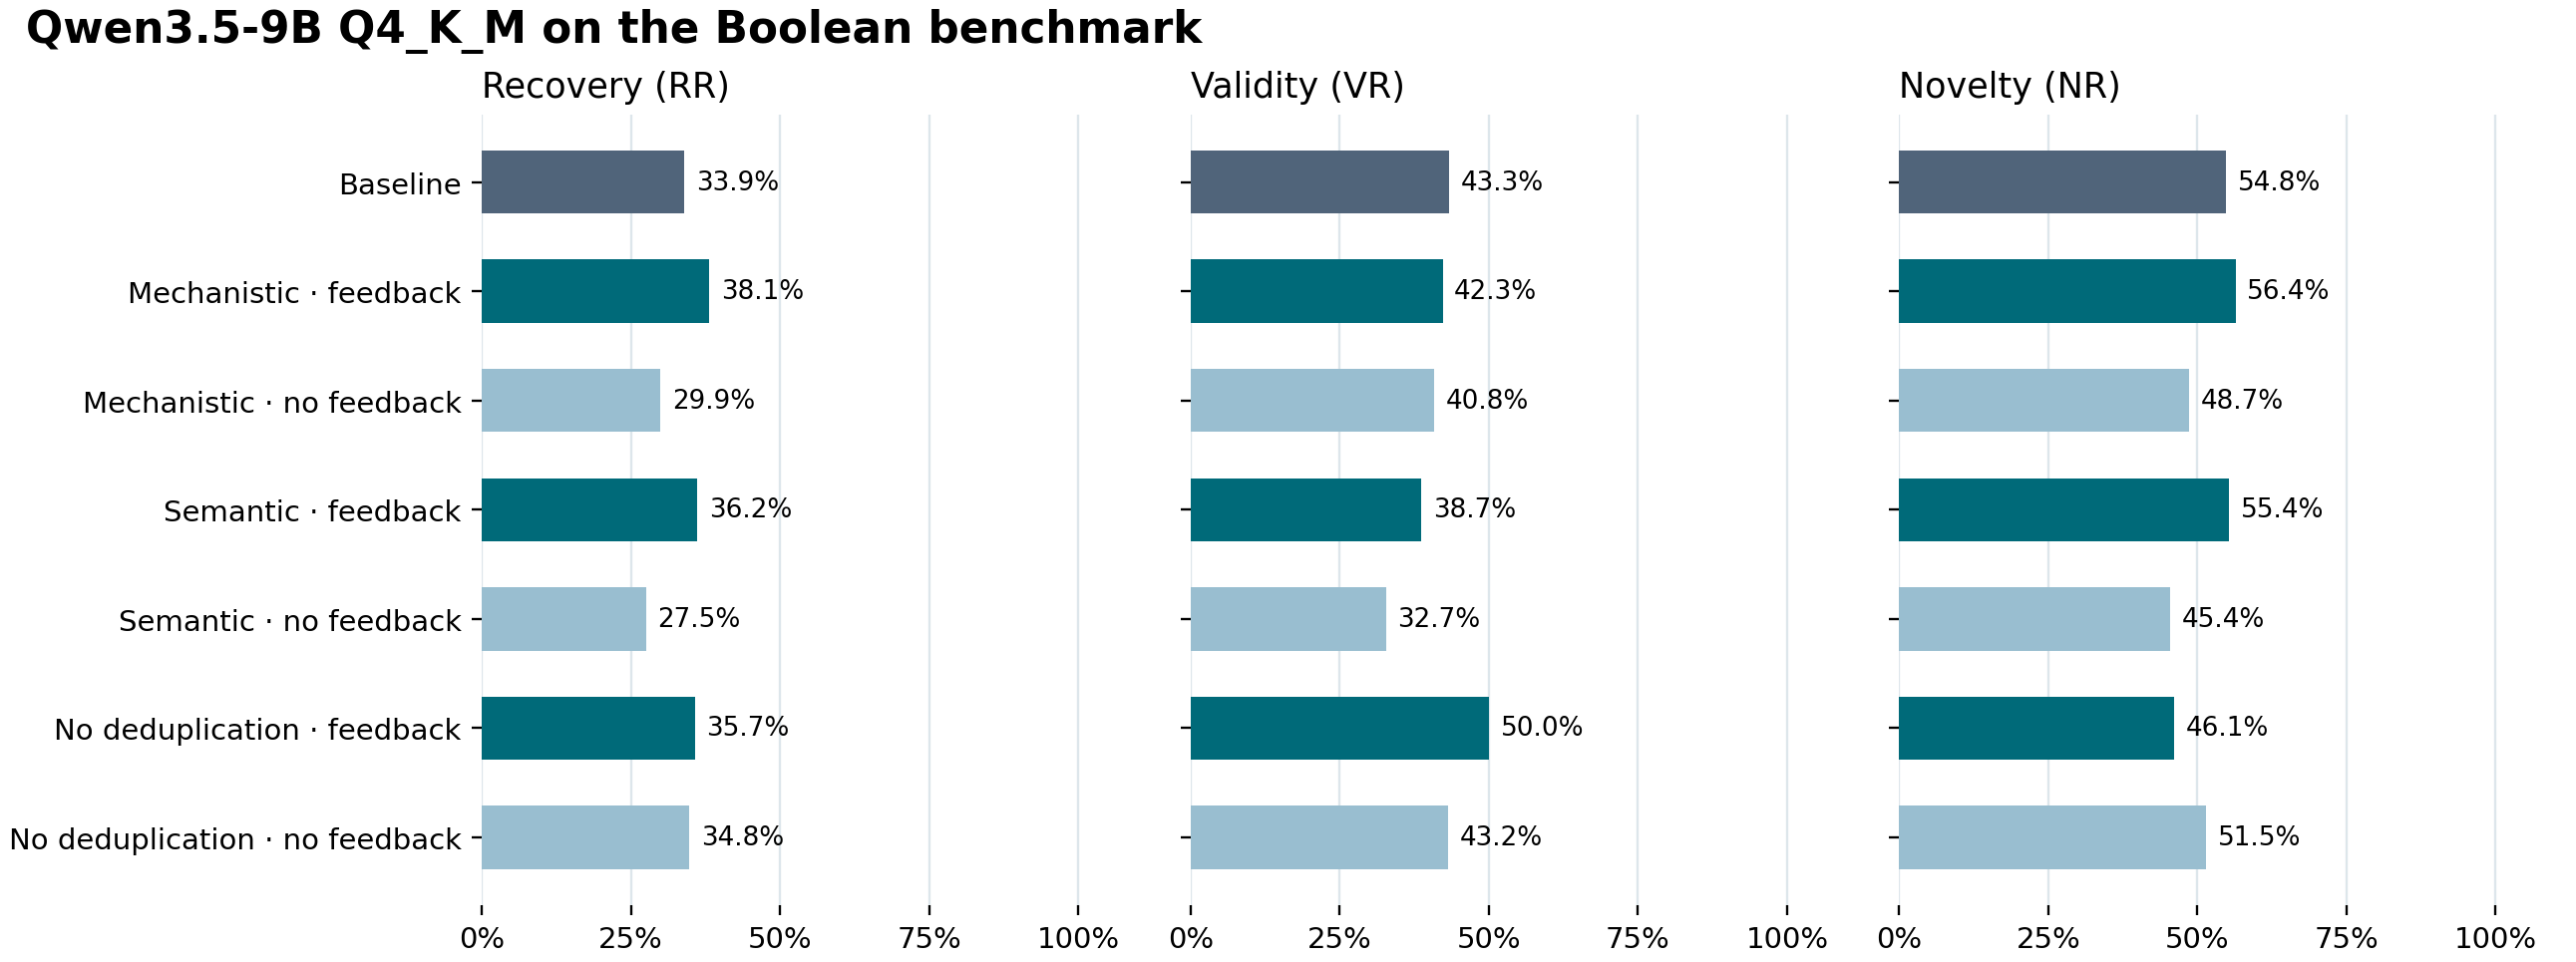 Qwen3.5-9B Q4_K_M on the Boolean benchmark
Recovery (RR)
Validity (VR)
Novelty (NR)
Baseline
33.9%
43.3%
54.8%
Mechanistic · feedback
38.1%
42.3%
56.4%
Mechanistic · no feedback
29.9%
40.8%
48.7%
Semantic · feedback
36.2%
38.7%
55.4%
Semantic · no feedback
27.5%
32.7%
45.4%
No deduplication · feedback
35.7%
50.0%
46.1%
No deduplication · no feedback
34.8%
43.2%
51.5%
0% 25% 50% 75% 100%
0% 25% 50% 75% 100%
0% 25% 50% 75% 100%